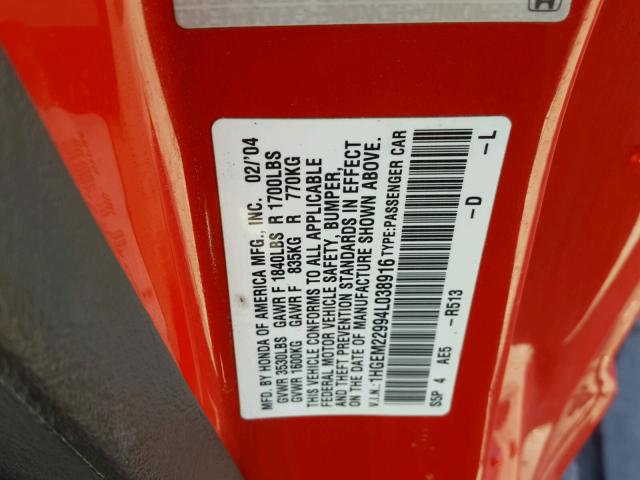 MFD. BY HONDA OF AMERICA MFG., INC. 02/'04
GVWR 3530LBS GAWR F 1840LBS R 1700LBS
GVWR 1600KG GAWR F 835KG R 770KG
THIS VEHICLE CONFORMS TO ALL APPLICABLE
FEDERAL MOTOR VEHICLE SAFETY, BUMPER,
AND THEFT PREVENTION STANDARDS IN EFFECT
ON THE DATE OF MANUFACTURE SHOWN ABOVE.
V.I.N.:1HGEM22994L038916 TYPE:PASSENGER CAR
S5P 4 AE5 -R513 -D -L